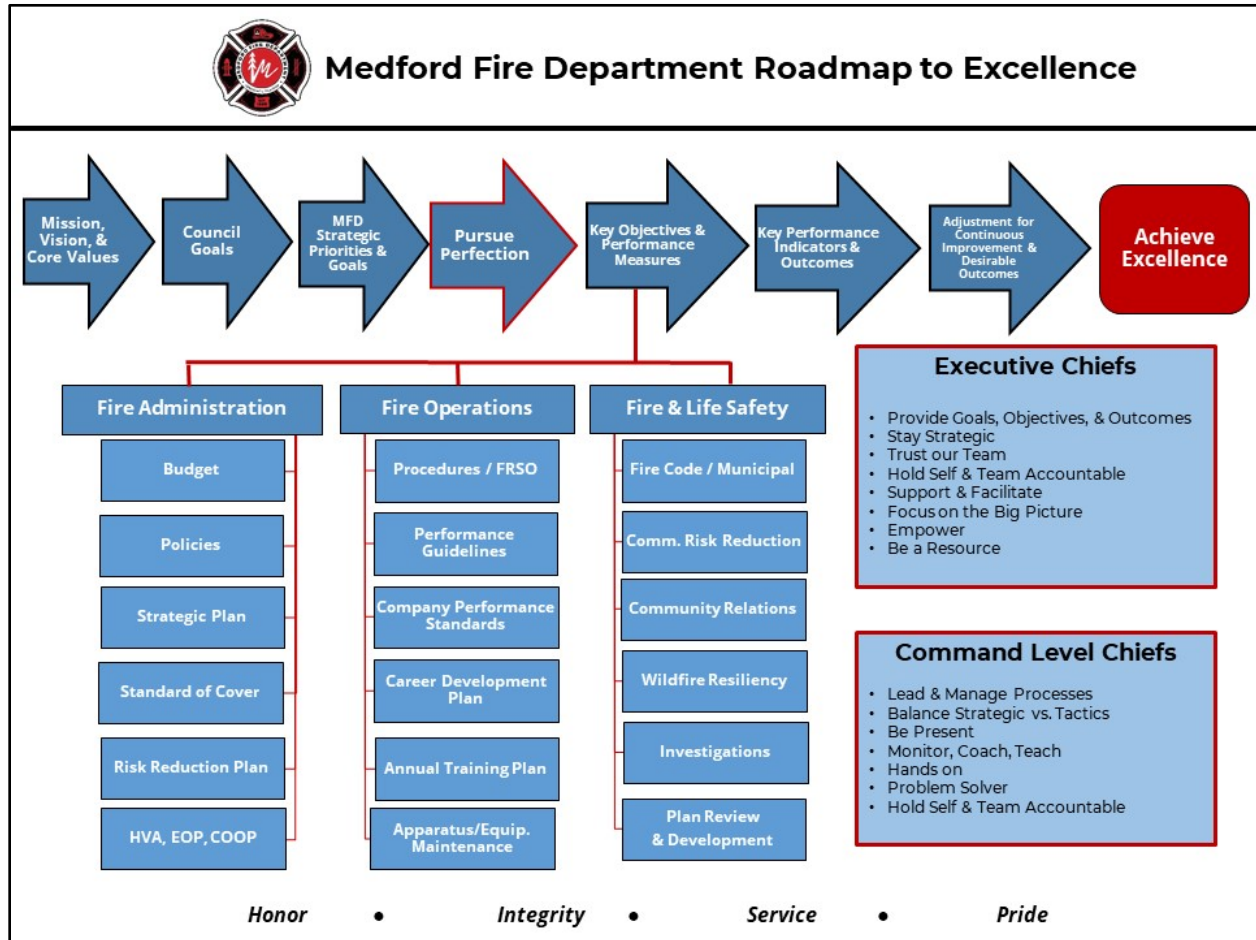 Medford Fire Department Roadmap to Excellence
Mission,
Vision, &
Core Values
Council
Goals
MFD
Strategic
Priorities &
Goals
Pursue
Perfection
Key Objectives &
Performance
Measures
Key Performance
Indicators &
Outcomes
Adjustment for
Continuous
Improvement &
Desirable
Outcomes
Achieve
Excellence
Fire Administration
Budget
Policies
Strategic Plan
Standard of Cover
Risk Reduction Plan
HVA, EOP, COOP
Fire Operations
Procedures / FRSO
Performance
Guidelines
Company Performance
Standards
Career Development
Plan
Annual Training Plan
Apparatus/Equip.
Maintenance
Fire & Life Safety
Fire Code / Municipal
Comm. Risk Reduction
Community Relations
Wildfire Resiliency
Investigations
Plan Review
& Development
Executive Chiefs
• Provide Goals, Objectives, & Outcomes
• Stay Strategic
• Trust our Team
• Hold Self & Team Accountable
• Support & Facilitate
• Focus on the Big Picture
• Empower
• Be a Resource
Command Level Chiefs
• Lead & Manage Processes
• Balance Strategic vs. Tactics
• Be Present
• Monitor, Coach, Teach
• Hands on
• Problem Solver
• Hold Self & Team Accountable
Honor • Integrity • Service • Pride